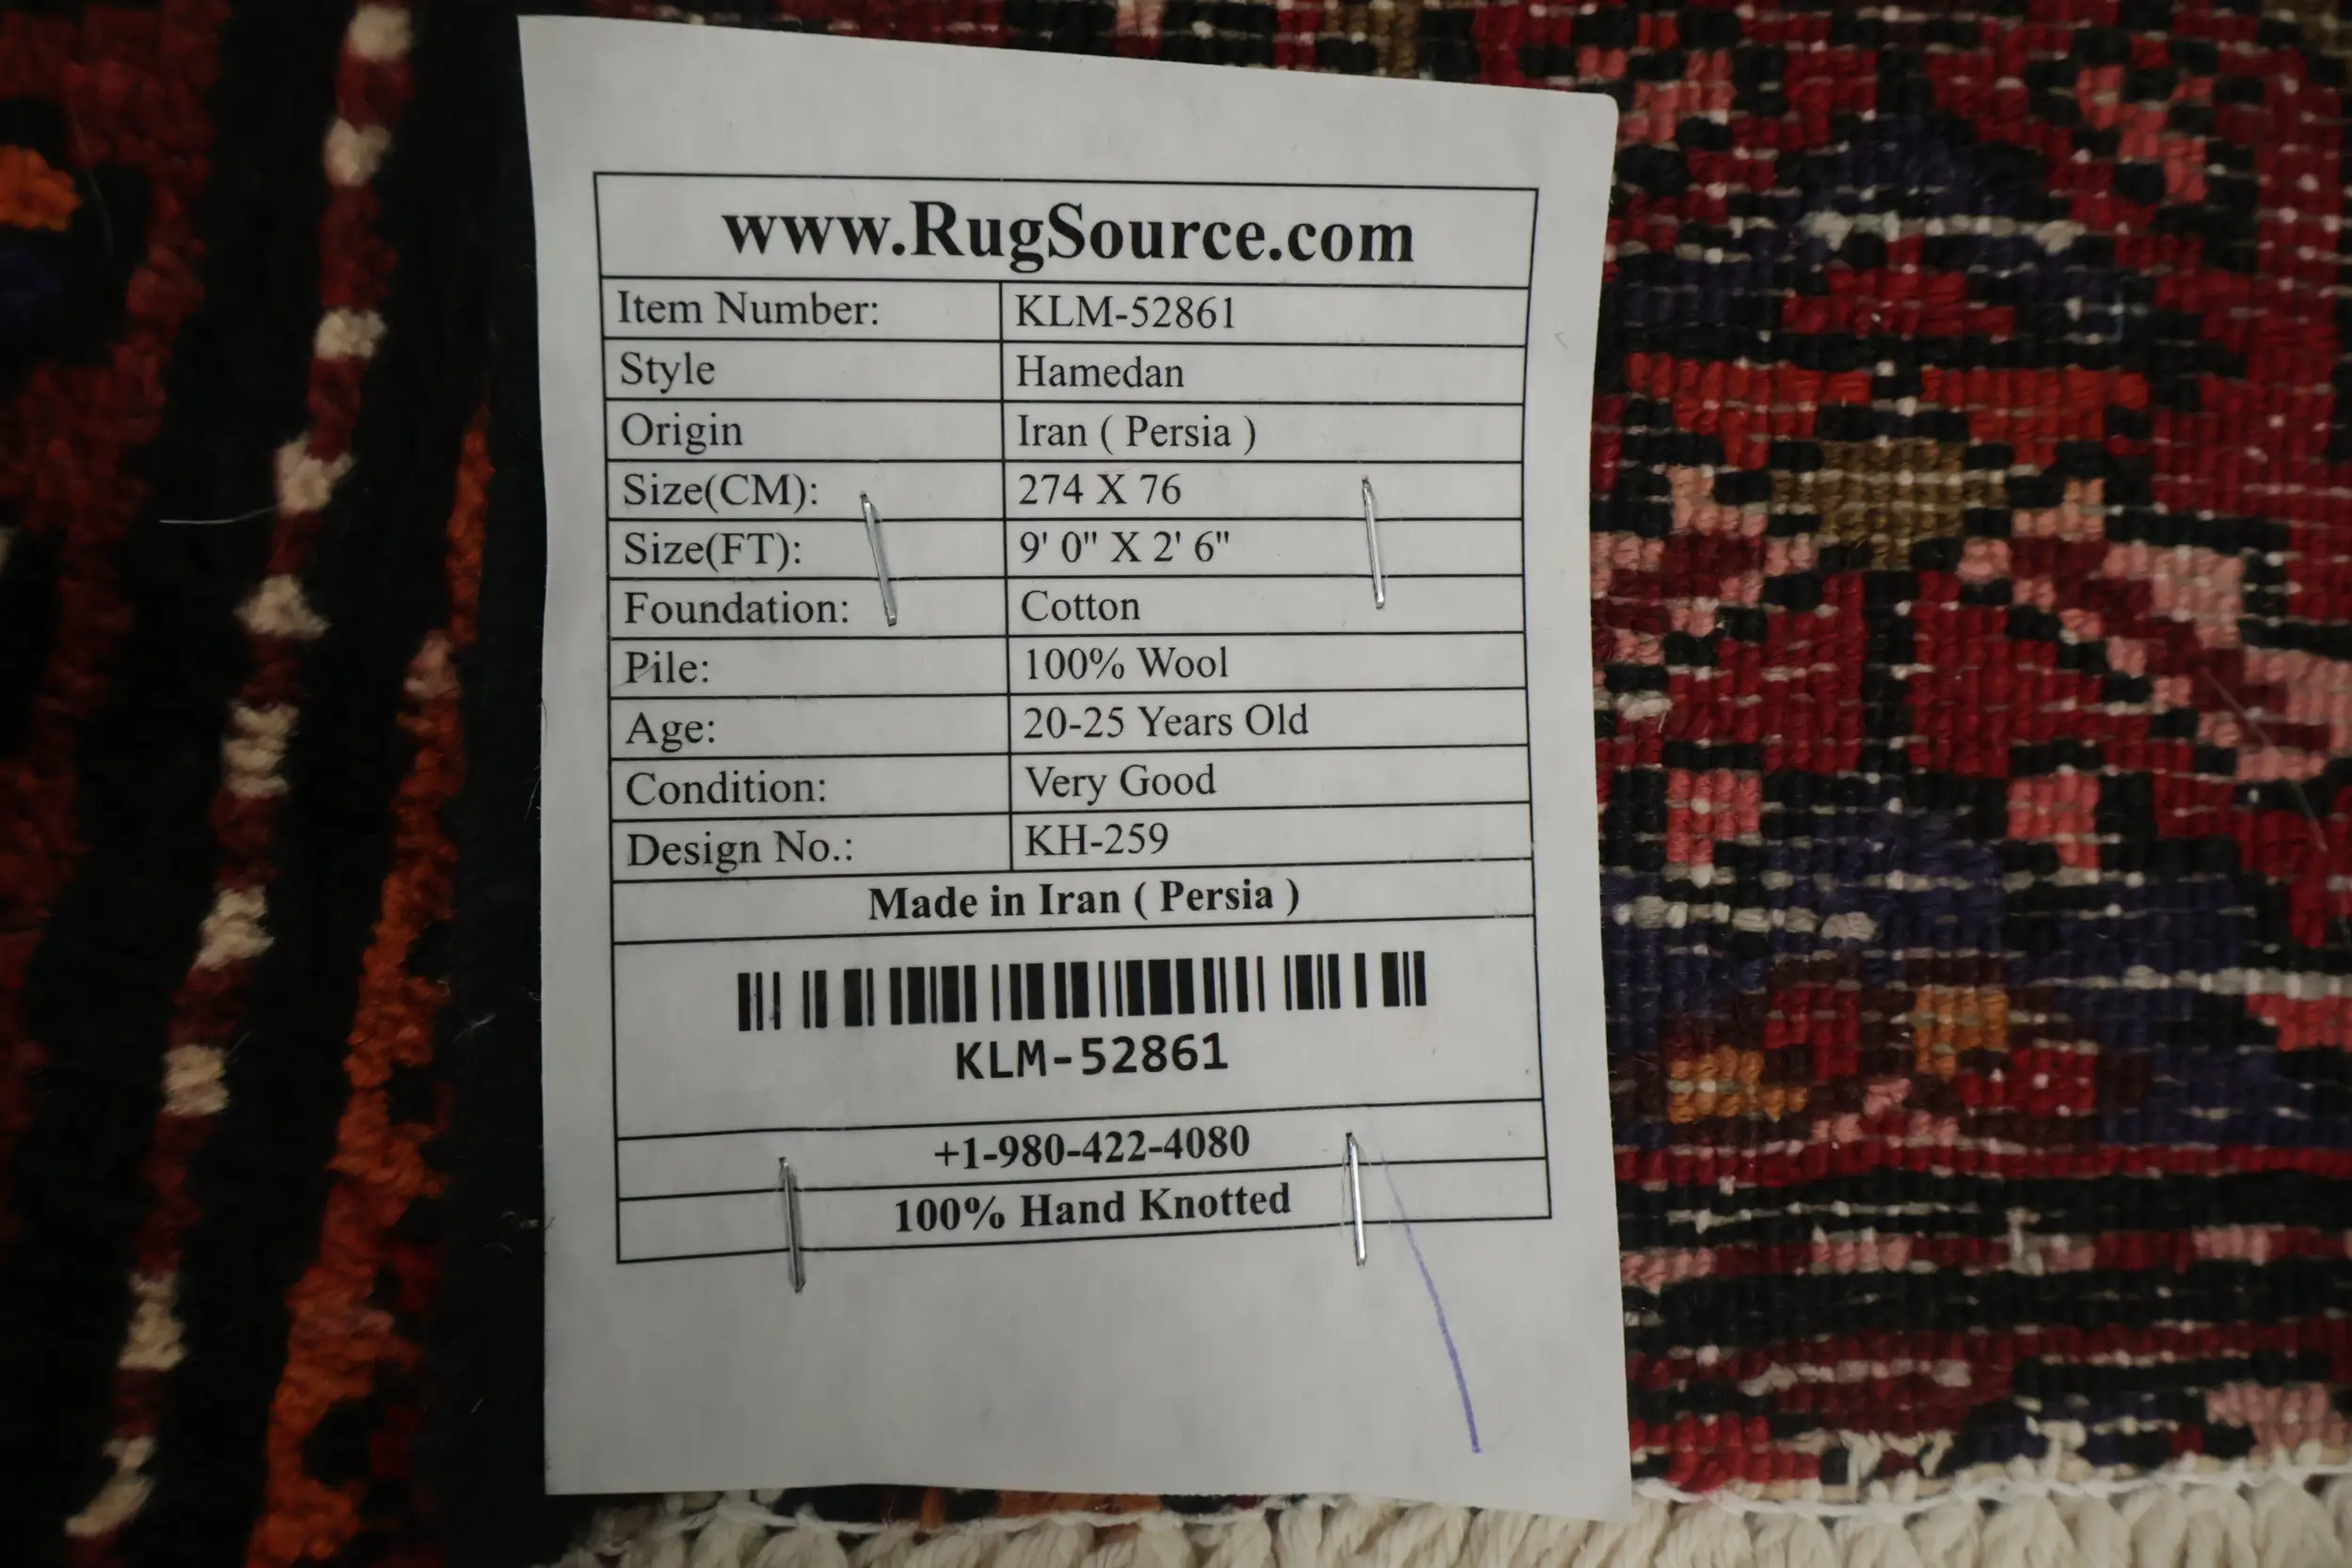 www.RugSource.com
Item Number: KLM-52861
Style Hamedan
Origin Iran ( Persia )
Size(CM): 274 X 76
Size(FT): 9' 0" X 2' 6"
Foundation: Cotton
Pile: 100% Wool
Age: 20-25 Years Old
Condition: Very Good
Design No.: KH-259
Made in Iran ( Persia )
KLM-52861
+1-980-422-4080
100% Hand Knotted